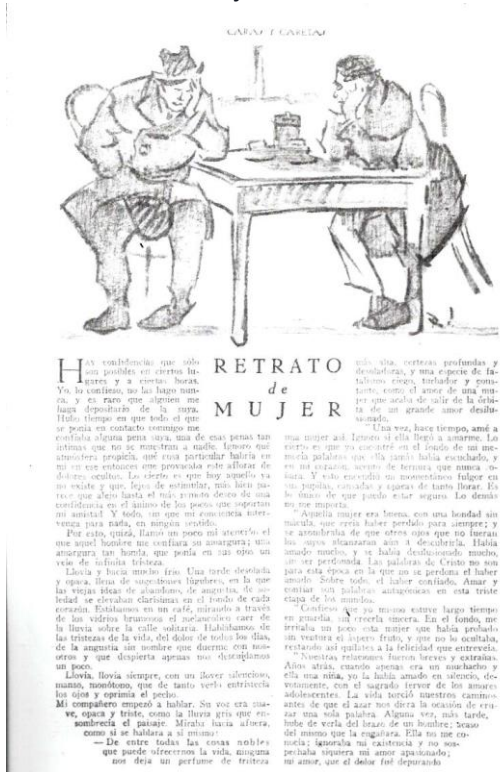 CARAS Y CARETAS
RETRATO
de
MUJER
HAY confidencias que sólo
son posibles en ciertos lu-
gares y a ciertas horas.
Yo, lo confieso, no las hago nun-
ca, y es raro que alguien me
haga depositario de la suya.
Hubo tiempo en que todo el que
se ponía en contacto conmigo me
confiaba alguna pena suya, una de esas penas tan
íntimas que no se muestran a nadie. Ignoro qué
atmósfera propicia, qué cosa particular habría en
mí en ese entonces que provocaba este aflorar de
dolores ocultos. Lo cierto es que hoy aquello ya
no existe y que, lejos de estimular, más bien pa-
rece que alejo hasta el más remoto deseo de una
confidencia en el ánimo de los pocos que soportan
mi amistad. Y todo, sin que mi conciencia inter-
venga para nada, en ningún sentido.
Por esto, quizá, llamó un poco mi atención el
que aquel hombre me confiara su amargura; una
amargura tan honda, que ponía en sus ojos un
velo de infinita tristeza.
Llovía y hacía mucho frío. Una tarde desolada
y opaca, llena de sugestiones lúgubres, en la que
las viejas ideas de abandono, de angustia, de so-
ledad se elevaban clarísimas en el fondo de cada
corazón. Estábamos en un café, mirando a través
de los vidrios brumosos el melancólico caer de
la lluvia sobre la calle solitaria. Hablábamos de
las tristezas de la vida, del dolor de todos los días,
de la angustia sin nombre que duerme con nos-
otros y que despierta apenas nos descuidamos
un poco.
Llovía, llovía siempre, con un llover silencioso,
manso, monótono, que de tanto verlo entristecía
los ojos y oprimía el pecho.
Mi compañero empezó a hablar. Su voz era sua-
ve, opaca y triste, como la lluvia gris que en-
sombrecía el paisaje. Miraba hacia afuera,
como si se hablara a sí mismo:
— De entre todas las cosas nobles
que puede ofrecernos la vida, ninguna
nos deja un perfume de tristeza
más alta, certezas profundas y
desoladoras, y una especie de fa-
talismo ciego, turbador y cons-
tante, como el amor de una mu-
jer que acaba de salir de la órbi-
ta de un grande amor desilu-
sionado.
"Una vez, hace tiempo, amé a
una mujer así. Ignoro si ella llegó a amarme. Lo
cierto es que yo encontré en el fondo de mi me-
moria palabras que ella jamás había escuchado, y
en mi corazón, acento de ternura que nunca
Y esto encendió un momentáneo fulgor en
sus pupilas, cansadas y opacas de tanto llorar. Es
lo único de que puedo estar seguro. Lo demás
no me importa.
"Aquella mujer era buena, con una bondad sin
mácula, que creía haber perdido para siempre; y
se asombraba de que otros ojos que no fueran
los suyos alcanzaran aún a descubrirla. Había
amado mucho, y se había desilusionado mucho,
sin ser perdonada. Las palabras de Cristo no son
para esta época en la que no se perdona el haber
amado. Sobre todo, el haber confiado. Amar y
confiar son palabras antagónicas en esta triste
etapa de los mundos.
"Confieso que yo mismo estuve largo tiempo
en guardia, sin creerla sincera. En el fondo, me
irritaba un poco esta mujer que había probado
sin ventura el áspero fruto, y que no lo ocultaba,
restando así quilates a la felicidad que entreveía.
"Nuestras relaciones fueron breves y extrañas.
Años atrás, cuando apenas era un muchacho y
ella una niña, yo la había amado en silencio, de-
votamente, con el sagrado fervor de los amores
adolescentes. La vida torció nuestros caminos
antes de que el azar nos diera la ocasión de cru-
zar una sola palabra. Alguna vez, más tarde,
hube de verla del brazo de un hombre; acaso
del mismo que la engañara. Ella no me co-
nocía; ignoraba mi existencia y no sos-
pechaba siquiera mi amor apasionado;
mi amor, que el dolor fué depurando